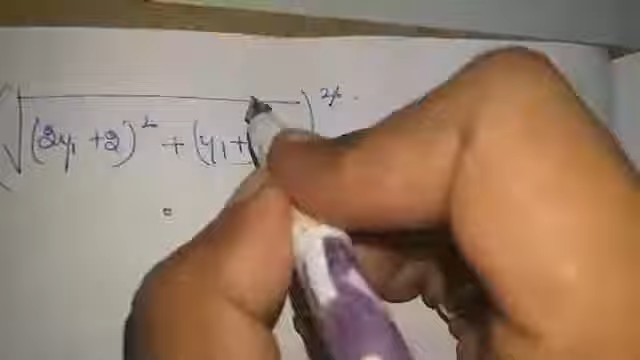 (√(2y₁ + 2)² + (y₁ +